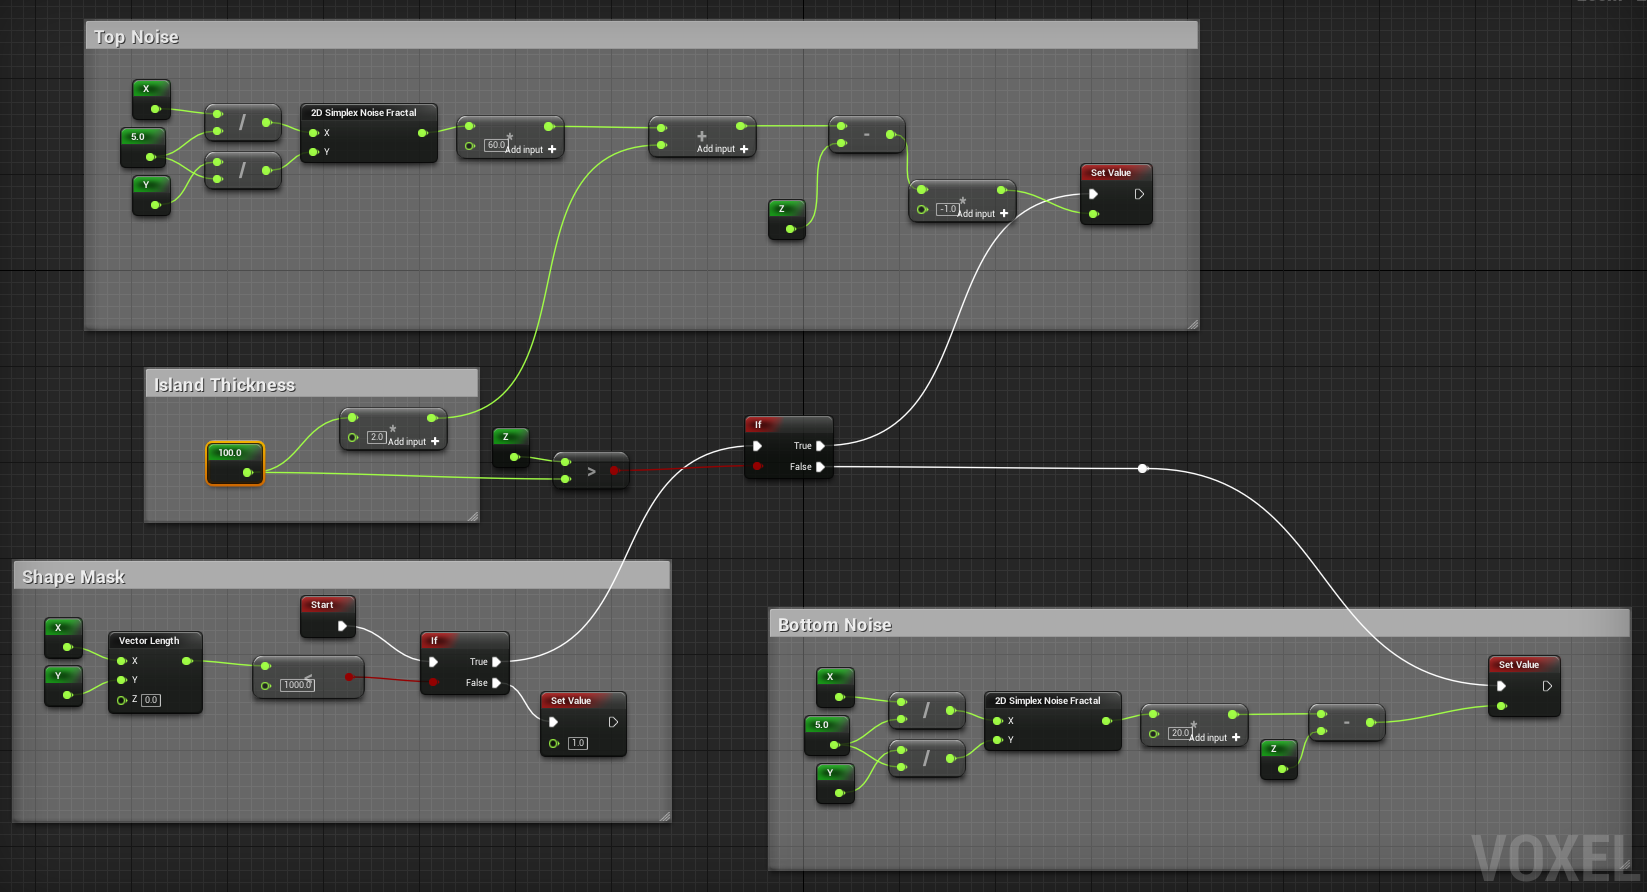 Top Noise
X
5.0
Y
/
/
2D Simplex Noise Fractal
X
Y
*
60.0
Add input +
+
Add input +
-
Z
*
-1.0
Add input +
Set Value
Island Thickness
100.0
*
2.0
Add input +
Z
>
If
True
False
Shape Mask
Start
X
Y
Vector Length
X
Y
Z 0.0
<
1000.0
If
True
False
Set Value
1.0
Bottom Noise
X
5.0
Y
/
/
2D Simplex Noise Fractal
X
Y
*
20.0
Add input +
Z
-
Set Value
VOXEL